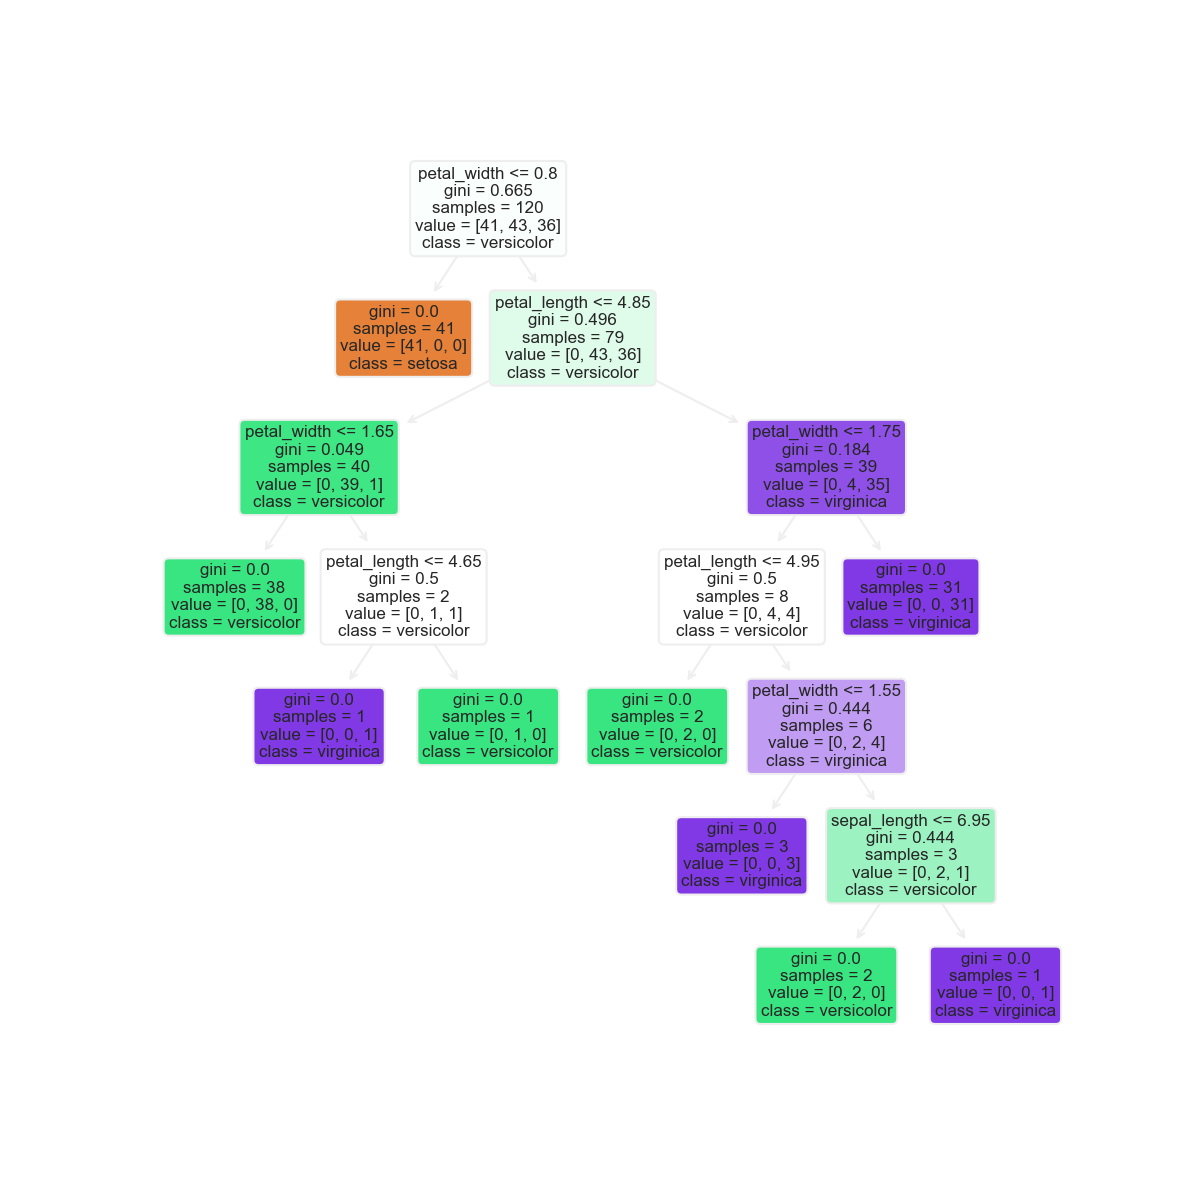 petal_width <= 0.8
gini = 0.665
samples = 120
value = [41, 43, 36]
class = versicolor
gini = 0.0
samples = 41
value = [41, 0, 0]
class = setosa
petal_length <= 4.85
gini = 0.496
samples = 79
value = [0, 43, 36]
class = versicolor
petal_width <= 1.65
gini = 0.049
samples = 40
value = [0, 39, 1]
class = versicolor
petal_width <= 1.75
gini = 0.184
samples = 39
value = [0, 4, 35]
class = virginica
gini = 0.0
samples = 38
value = [0, 38, 0]
class = versicolor
petal_length <= 4.65
gini = 0.5
samples = 2
value = [0, 1, 1]
class = versicolor
petal_length <= 4.95
gini = 0.5
samples = 8
value = [0, 4, 4]
class = versicolor
gini = 0.0
samples = 31
value = [0, 0, 31]
class = virginica
gini = 0.0
samples = 1
value = [0, 0, 1]
class = virginica
gini = 0.0
samples = 1
value = [0, 1, 0]
class = versicolor
gini = 0.0
samples = 2
value = [0, 2, 0]
class = versicolor
petal_width <= 1.55
gini = 0.444
samples = 6
value = [0, 2, 4]
class = virginica
gini = 0.0
samples = 3
value = [0, 0, 3]
class = virginica
sepal_length <= 6.95
gini = 0.444
samples = 3
value = [0, 2, 1]
class = versicolor
gini = 0.0
samples = 2
value = [0, 2, 0]
class = versicolor
gini = 0.0
samples = 1
value = [0, 0, 1]
class = virginica